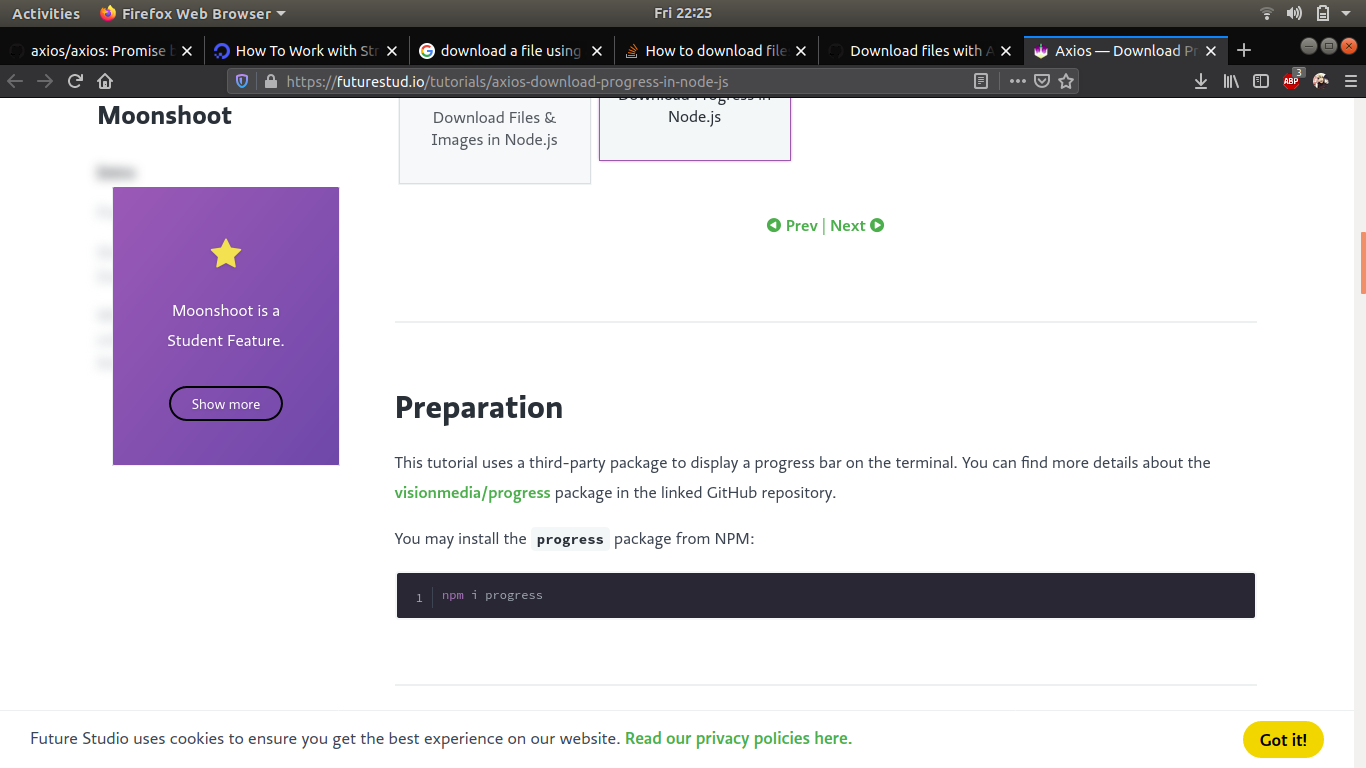 Activities Firefox Web Browser Fri 22:25
axios/axios: Promise b How To Work with Str download a file using How to download file Download files with A Axios — Download Pr
https://futurestud.io/tutorials/axios-download-progress-in-node-js
ABP 3
Moonshoot
Download Files &
Images in Node.js
Download Progress in
Node.js
Prev | Next
Moonshoot is a
Student Feature.
Show more
Preparation
This tutorial uses a third-party package to display a progress bar on the terminal. You can find more details about the
visionmedia/progress package in the linked GitHub repository.
You may install the progress package from NPM:
1 npm i progress
Future Studio uses cookies to ensure you get the best experience on our website. Read our privacy policies here.
Got it!